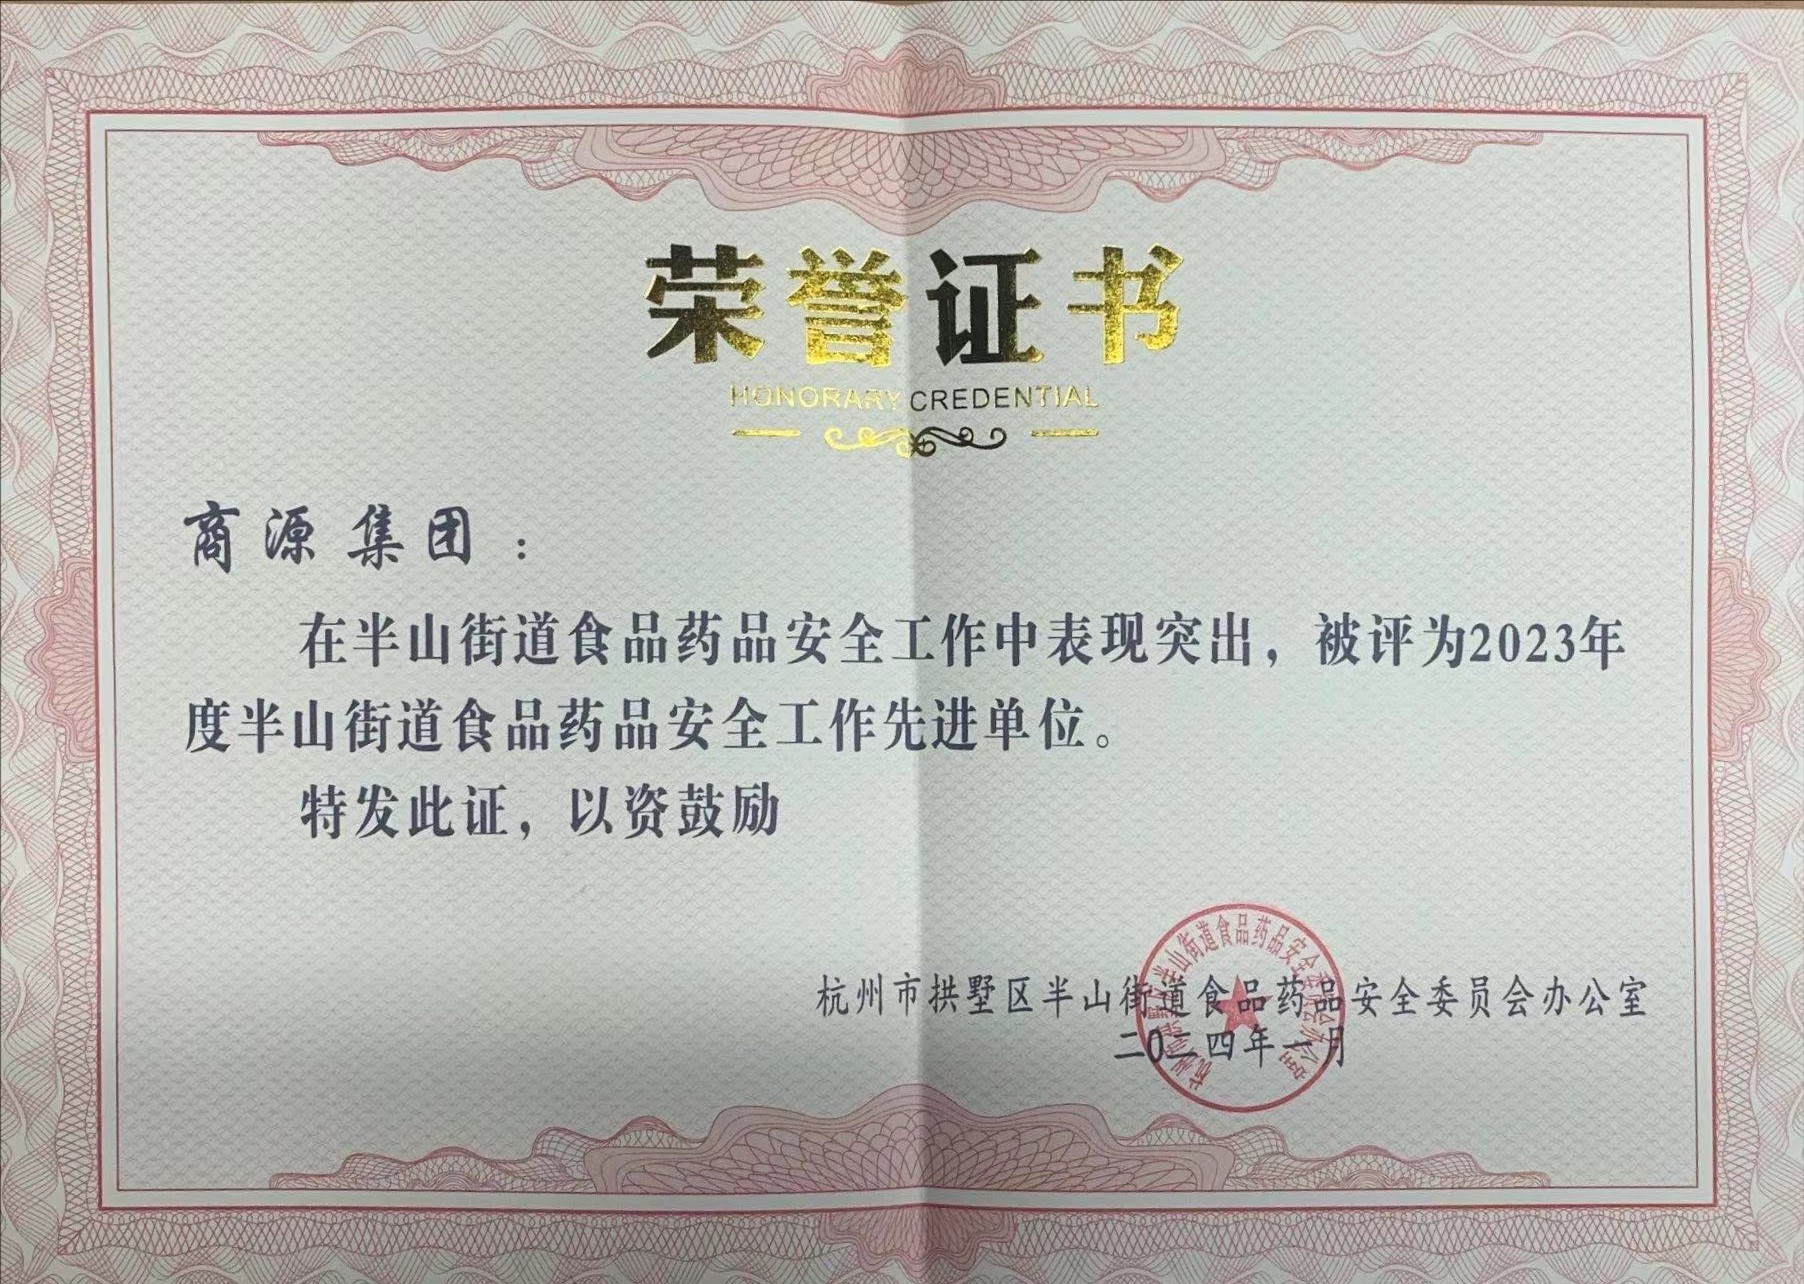 荣誉证书
HONORARY CREDENTIAL
商源集团：
在半山街道食品药品安全工作中表现突出，被评为2023年
度半山街道食品药品安全工作先进单位。
特发此证，以资鼓励
杭州市拱墅区半山街道食品药品安全委员会办公室
二〇二四年一月